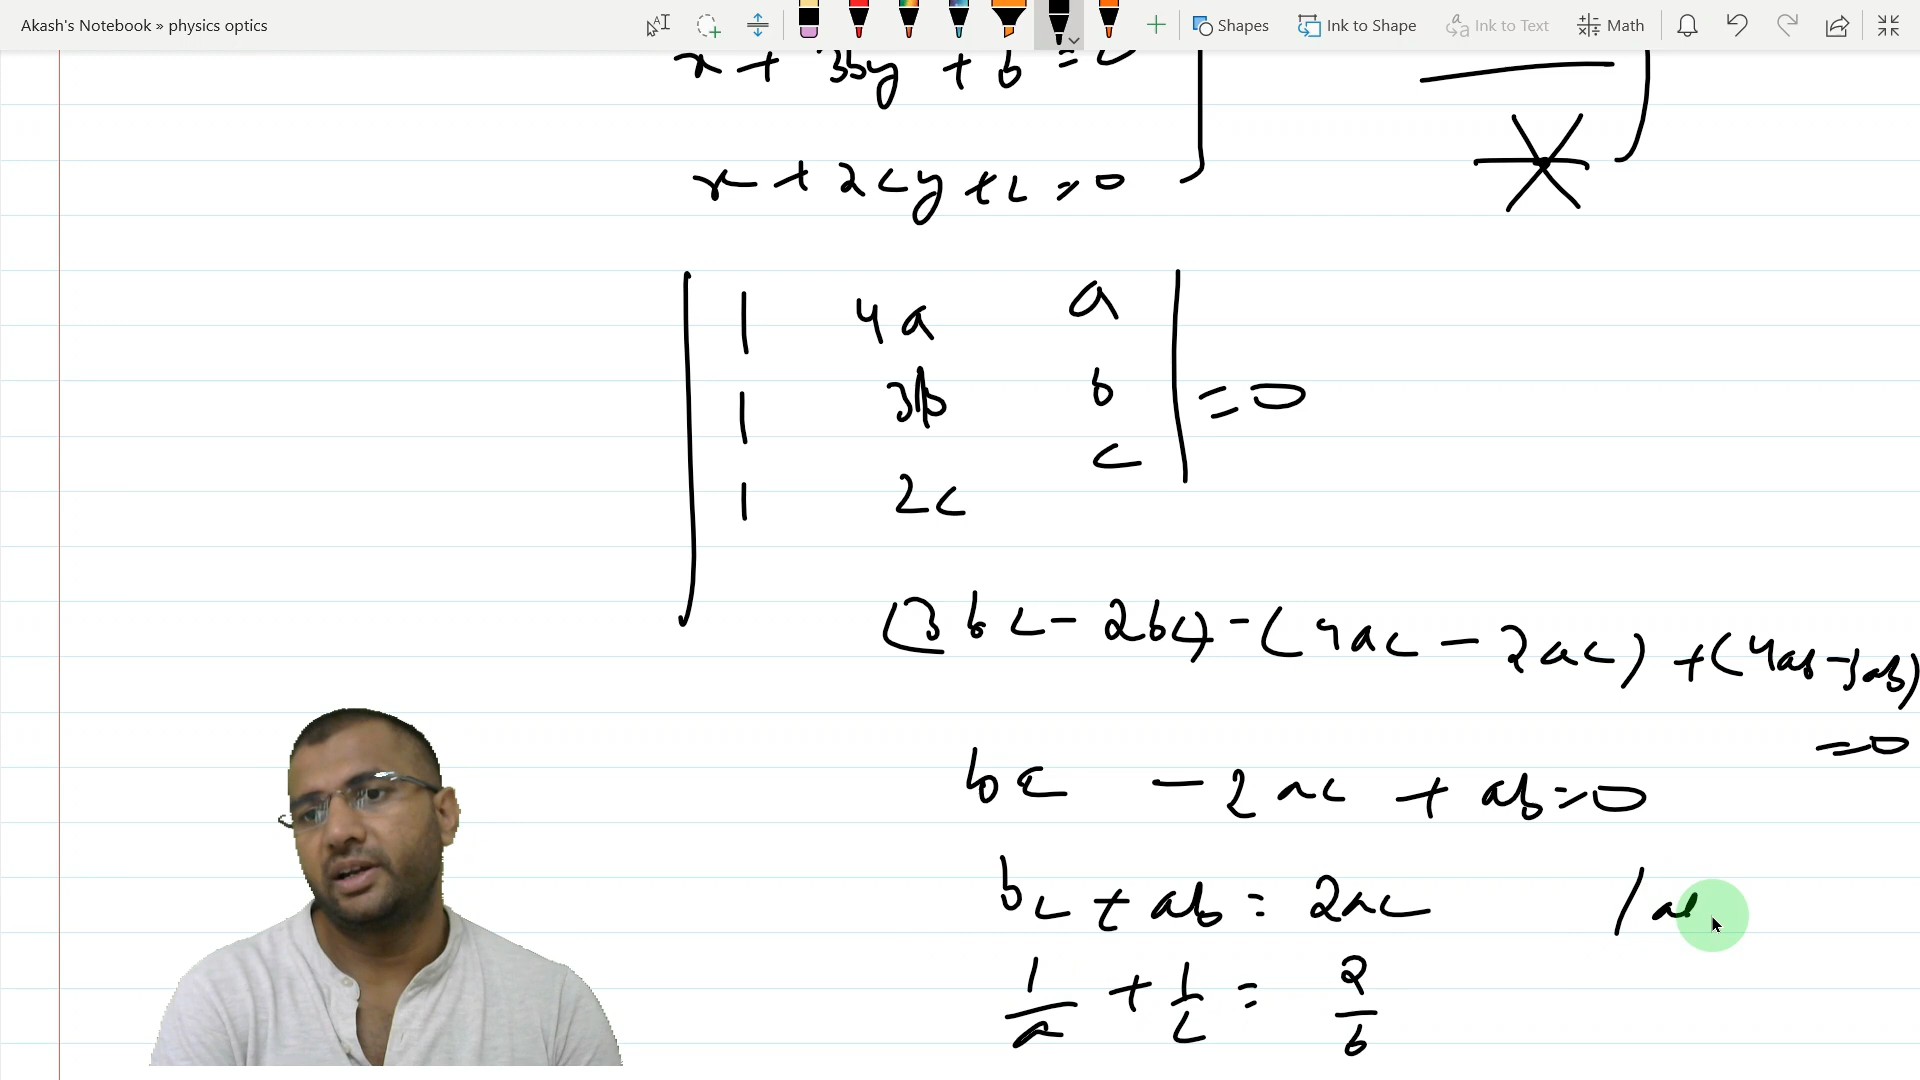 Akash's Notebook » physics optics
Shapes Ink to Shape Ink to Text Math
x + 3by + b =
x + 2cy + c = 0
1 4a a
1 3b b = 0
1 2c c
(3bc - 2bc) - (4ac - 2ac) + (4ab - 3ab)
= 0
bc - 2ac + ab = 0
bc + ab = 2ac /a
1/a + 1/c = 2/b